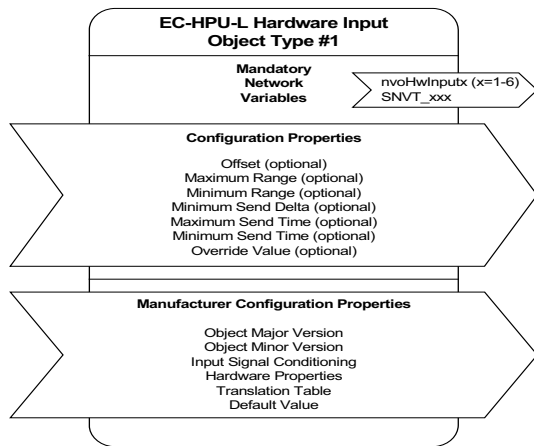 EC-HPU-L Hardware Input
Object Type #1
Mandatory
Network
Variables
nvoHwInputx (x=1-6)
SNVT_xxx
Configuration Properties
Offset (optional)
Maximum Range (optional)
Minimum Range (optional)
Minimum Send Delta (optional)
Maximum Send Time (optional)
Minimum Send Time (optional)
Override Value (optional)
Manufacturer Configuration Properties
Object Major Version
Object Minor Version
Input Signal Conditioning
Hardware Properties
Translation Table
Default Value